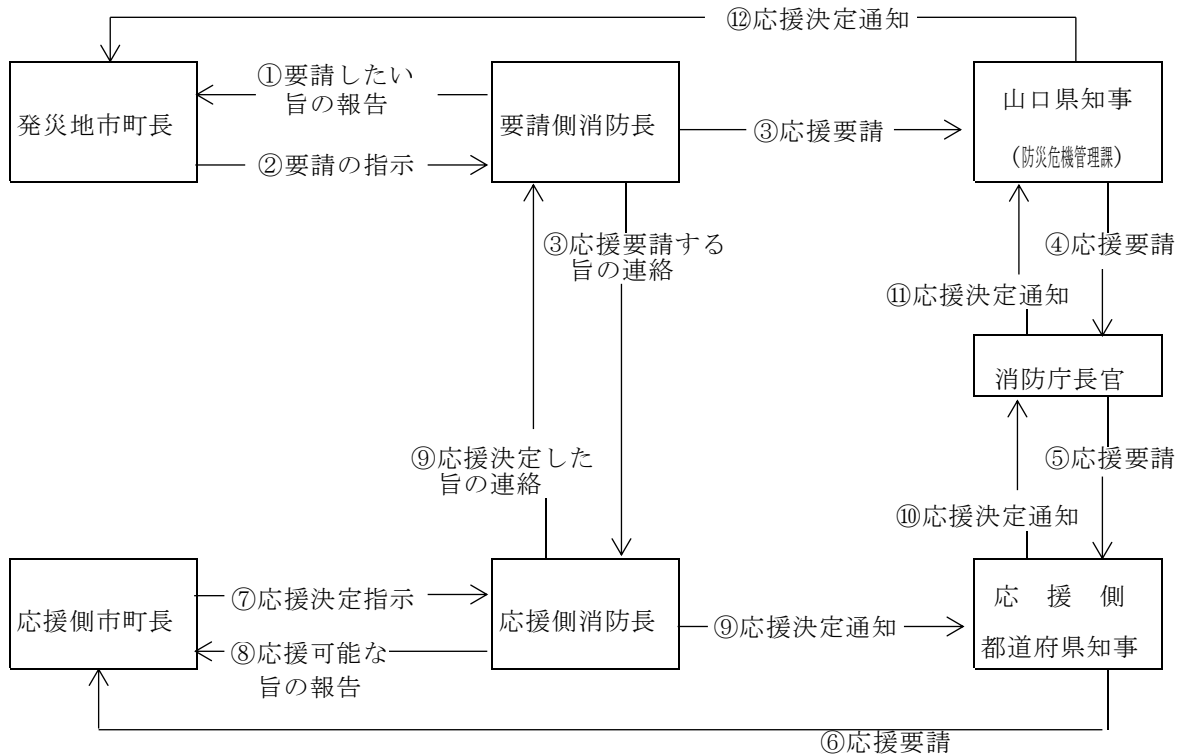 ⑫応援決定通知
①要請したい
旨の報告
発災地市町長
要請側消防長
③応援要請
山口県知事
（防災危機管理課）
②要請の指示
③応援要請する
旨の連絡
④応援要請
⑪応援決定通知
消防庁長官
⑨応援決定した
旨の連絡
⑤応援要請
⑩応援決定通知
応援側市町長
⑦応援決定指示
応援側消防長
⑨応援決定通知
応　援　側
都道府県知事
⑧応援可能な
旨の報告
⑥応援要請